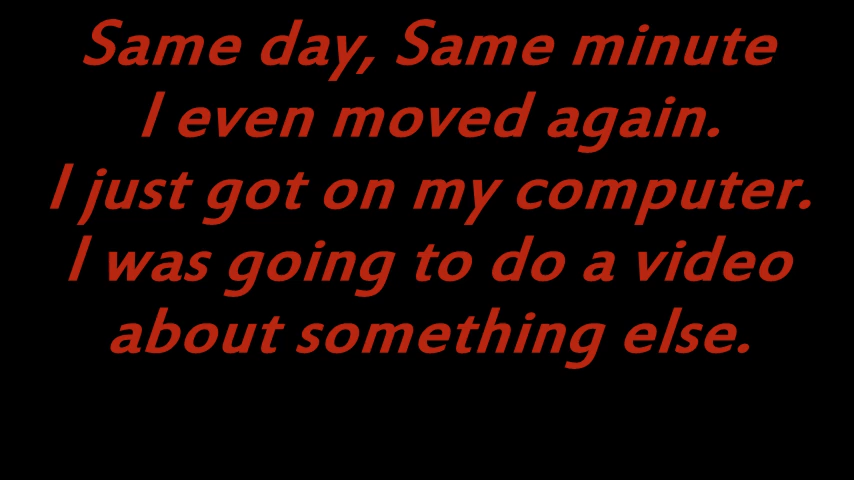 Same day, Same minute
I even moved again.
I just got on my computer.
I was going to do a video
about something else.